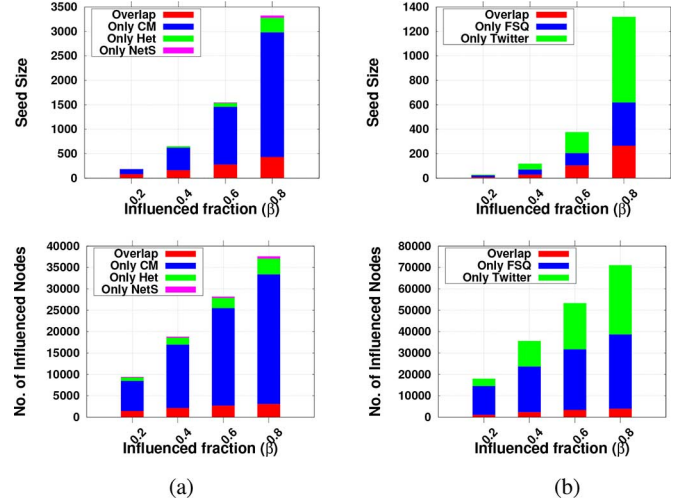 3500
3000
2500
2000
1500
1000
500
0
Seed Size
Overlap
Only CM
Only Het
Only NetS
0.2 0.4 0.6 0.8
Influenced fraction (β)
1400
1200
1000
800
600
400
200
0
Seed Size
Overlap
Only FSQ
Only Twitter
0.2 0.4 0.6 0.8
Influenced fraction (β)
40000
35000
30000
25000
20000
15000
10000
5000
0
No. of Influenced Nodes
Overlap
Only CM
Only Het
Only NetS
0.2 0.4 0.6 0.8
Influenced fraction (β)
80000
70000
60000
50000
40000
30000
20000
10000
0
No. of Influenced Nodes
Overlap
Only FSQ
Only Twitter
0.2 0.4 0.6 0.8
Influenced fraction (β)
(a)
(b)